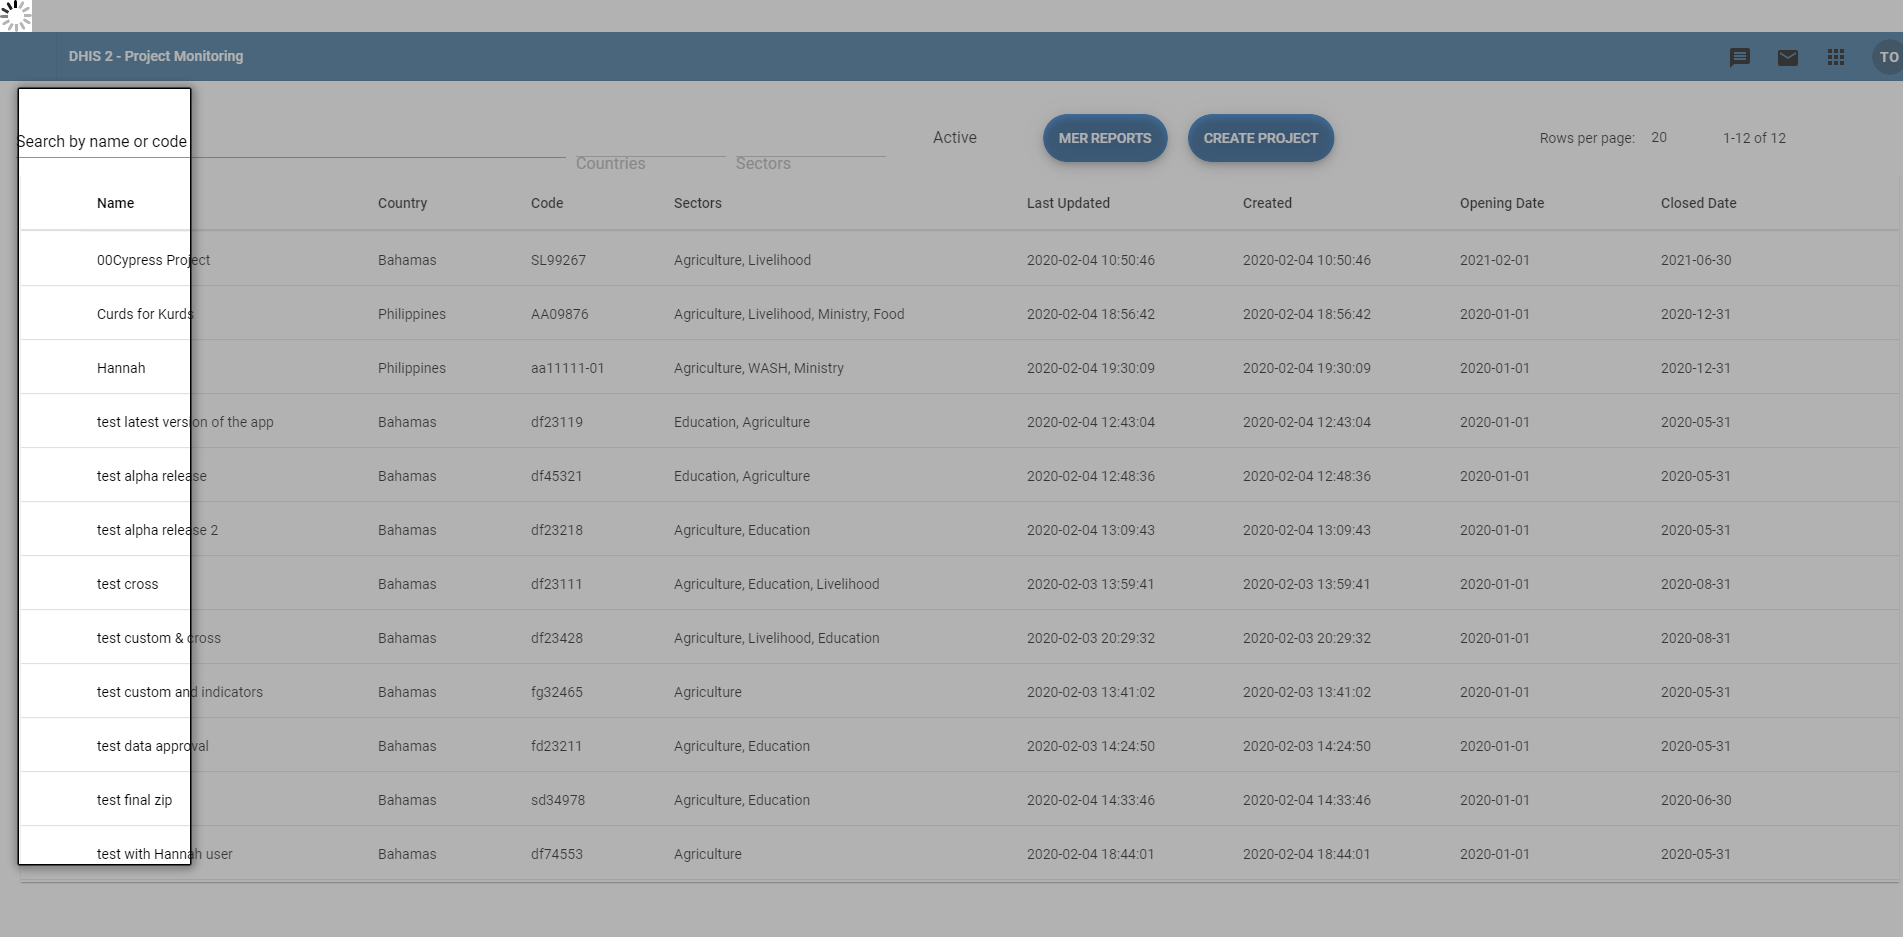 DHIS 2 - Project Monitoring TO
Search by name or code Countries Sectors Active MER REPORTS CREATE PROJECT Rows per page: 20 1-12 of 12
Name Country Code Sectors Last Updated Created Opening Date Closed Date
00Cypress Project Bahamas SL99267 Agriculture, Livelihood 2020-02-04 10:50:46 2020-02-04 10:50:46 2021-02-01 2021-06-30
Curds for Kurds Philippines AA09876 Agriculture, Livelihood, Ministry, Food 2020-02-04 18:56:42 2020-02-04 18:56:42 2020-01-01 2020-12-31
Hannah Philippines aa11111-01 Agriculture, WASH, Ministry 2020-02-04 19:30:09 2020-02-04 19:30:09 2020-01-01 2020-12-31
test latest version of the app Bahamas df23119 Education, Agriculture 2020-02-04 12:43:04 2020-02-04 12:43:04 2020-01-01 2020-05-31
test alpha release Bahamas df45321 Education, Agriculture 2020-02-04 12:48:36 2020-02-04 12:48:36 2020-01-01 2020-05-31
test alpha release 2 Bahamas df23218 Agriculture, Education 2020-02-04 13:09:43 2020-02-04 13:09:43 2020-01-01 2020-05-31
test cross Bahamas df23111 Agriculture, Education, Livelihood 2020-02-03 13:59:41 2020-02-03 13:59:41 2020-01-01 2020-08-31
test custom & cross Bahamas df23428 Agriculture, Livelihood, Education 2020-02-03 20:29:32 2020-02-03 20:29:32 2020-01-01 2020-08-31
test custom and indicators Bahamas fg32465 Agriculture 2020-02-03 13:41:02 2020-02-03 13:41:02 2020-01-01 2020-05-31
test data approval Bahamas fd23211 Agriculture, Education 2020-02-03 14:24:50 2020-02-03 14:24:50 2020-01-01 2020-05-31
test final zip Bahamas sd34978 Agriculture, Education 2020-02-04 14:33:46 2020-02-04 14:33:46 2020-01-01 2020-06-30
test with Hannah user Bahamas df74553 Agriculture 2020-02-04 18:44:01 2020-02-04 18:44:01 2020-01-01 2020-05-31